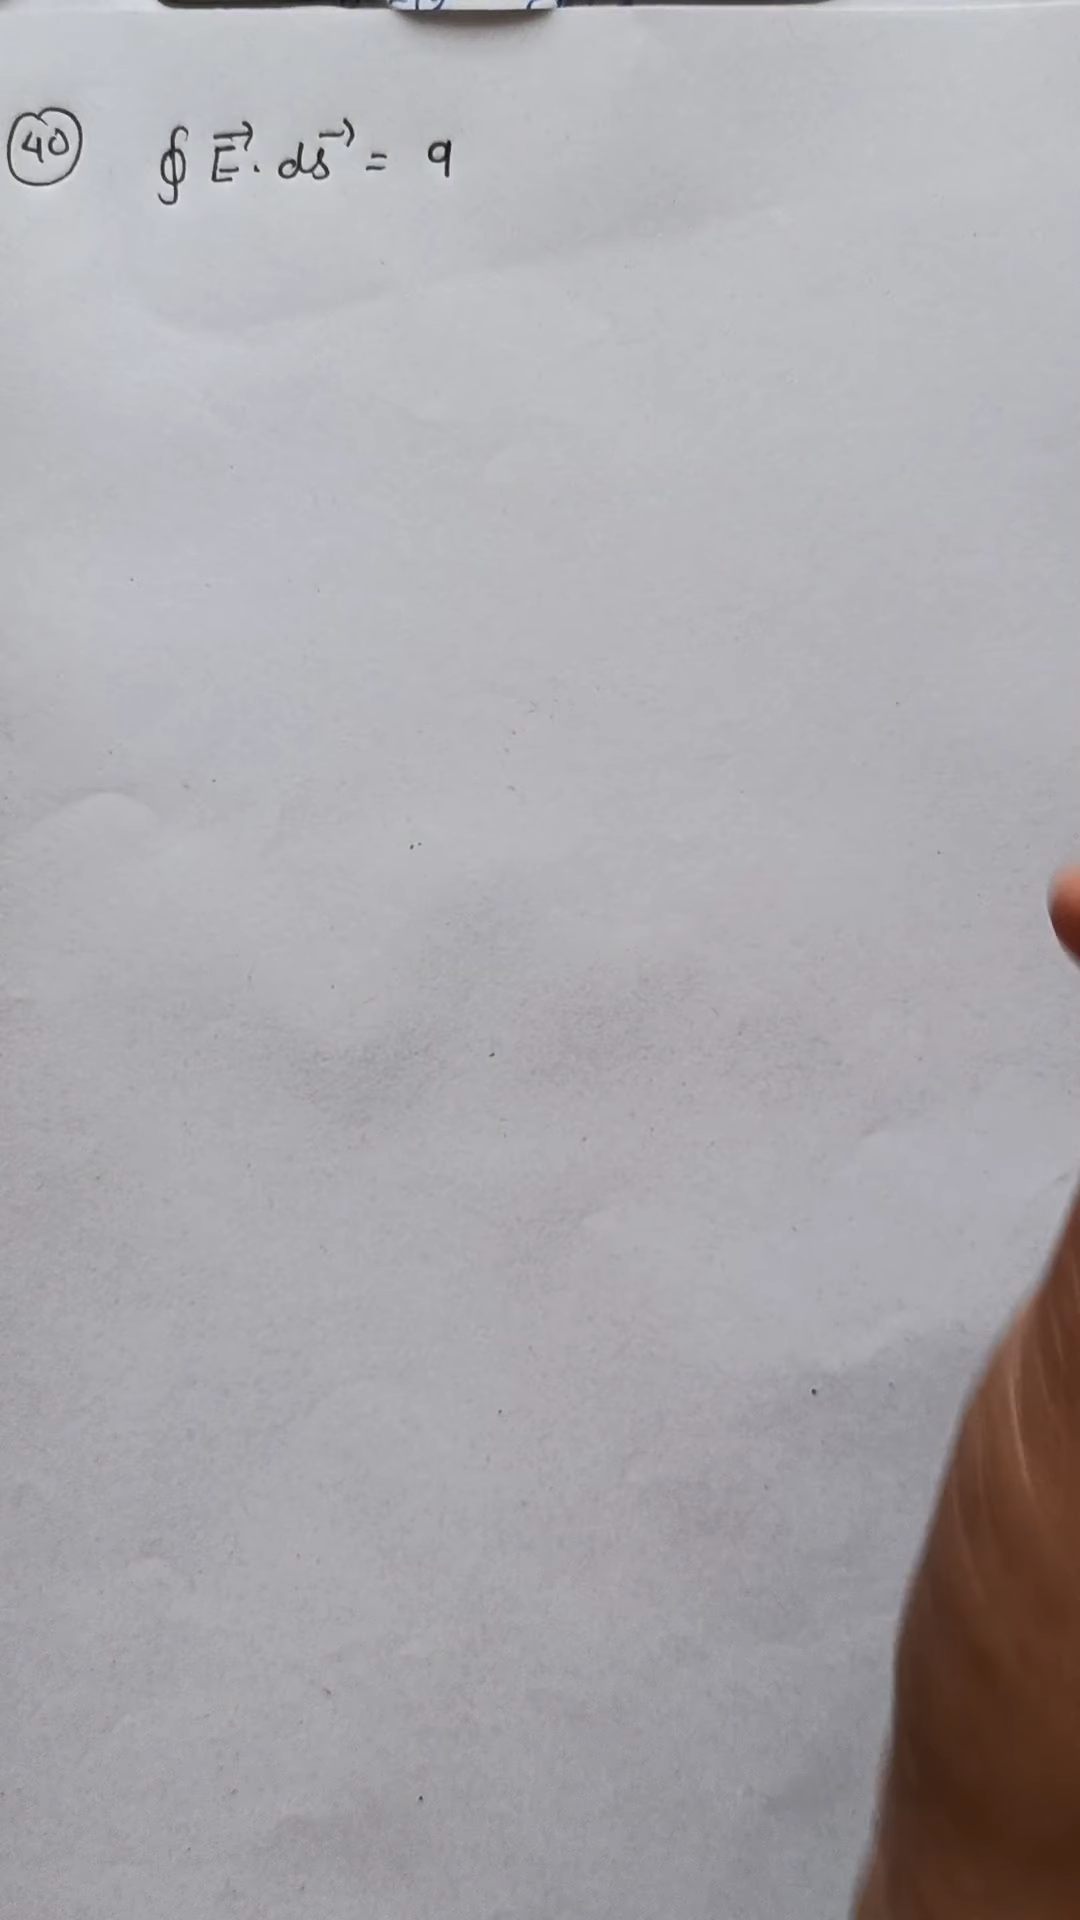 40 ∮ E⃗ . ds⃗ = q